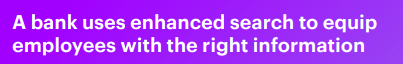 A bank uses enhanced search to equip
employees with the right information